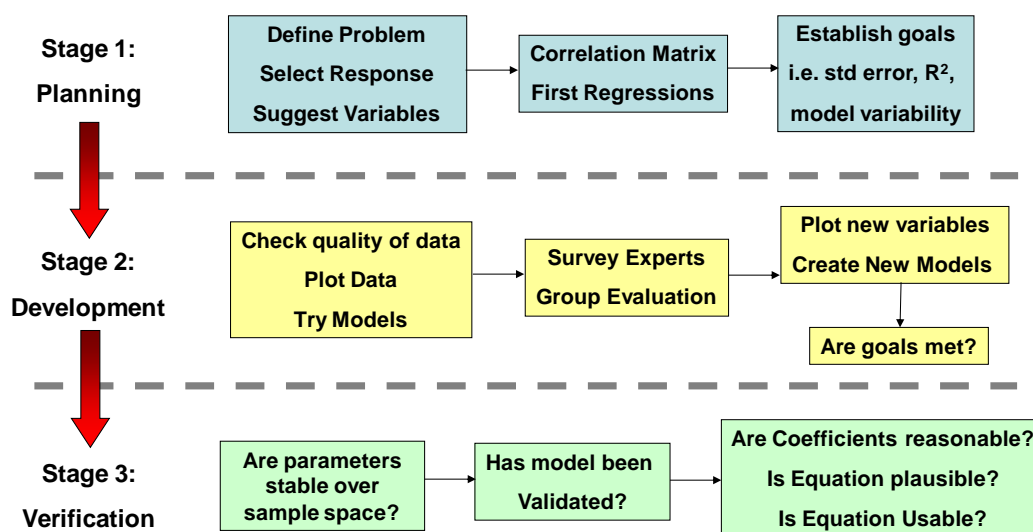 Stage 1:
Planning
Define Problem
Select Response
Suggest Variables
Correlation Matrix
First Regressions
Establish goals
i.e. std error, R²,
model variability
Stage 2:
Development
Check quality of data
Plot Data
Try Models
Survey Experts
Group Evaluation
Plot new variables
Create New Models
Are goals met?
Stage 3:
Verification
Are parameters
stable over
sample space?
Has model been
Validated?
Are Coefficients reasonable?
Is Equation plausible?
Is Equation Usable?